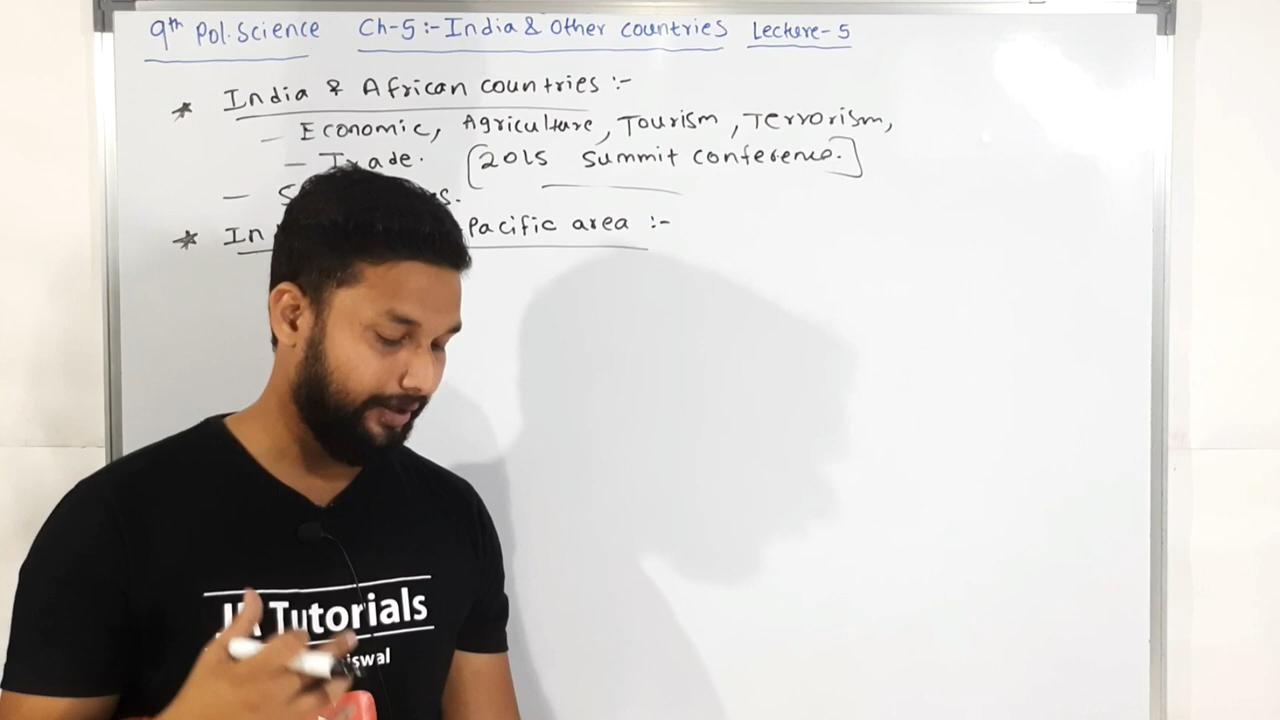 9th Pol. Science Ch-5:- India & Other countries Lecture-5
* India & African countries :-
- Economic, Agriculture, Tourism, Terrorism,
- Trade. [2015 summit conference.]
-
* Pacific area :-
Tutorials